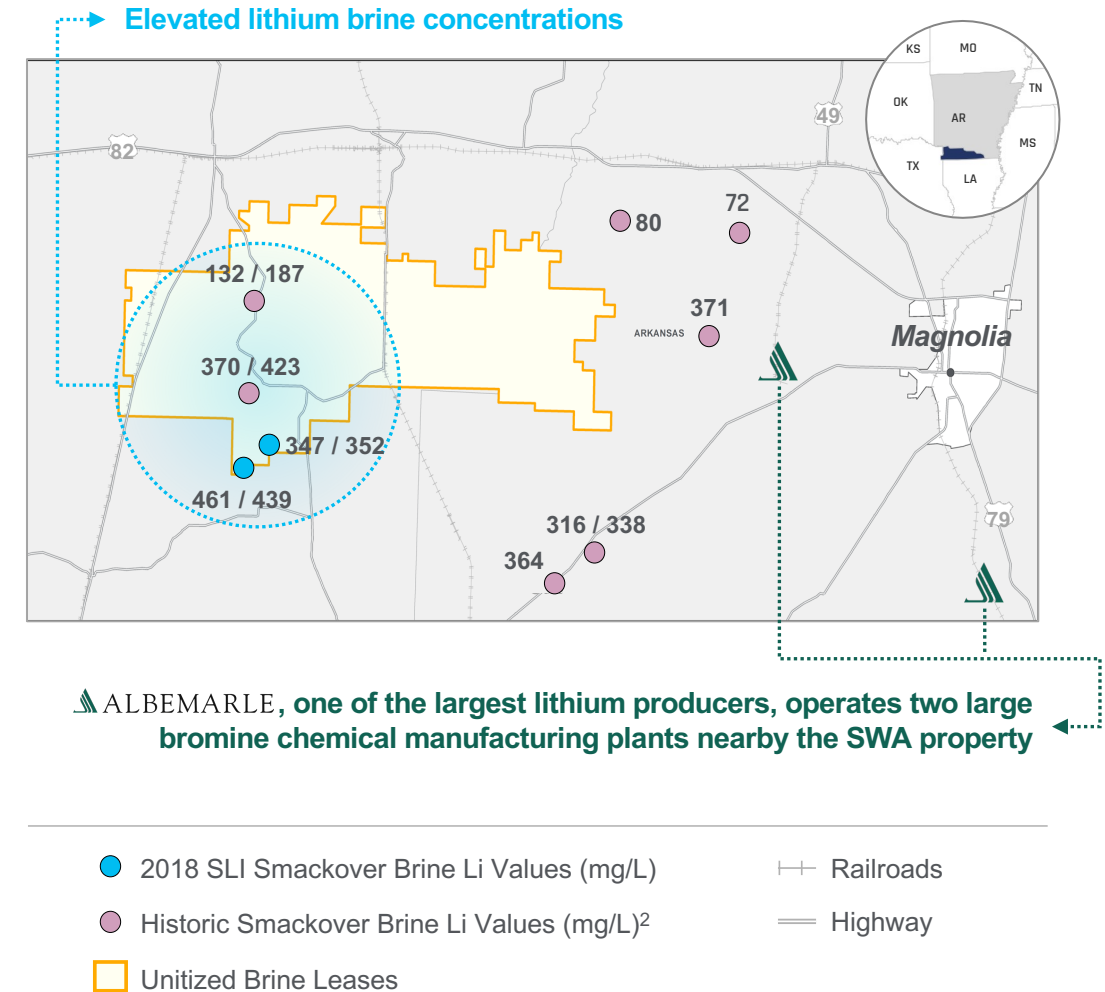 Elevated lithium brine concentrations
KS
MO
OK
TN
AR
MS
TX
LA
82
49
72
80
132 / 187
371
ARKANSAS
Magnolia
370 / 423
347 / 352
461 / 439
316 / 338
364
79
ALBEMARLE, one of the largest lithium producers, operates two large
bromine chemical manufacturing plants nearby the SWA property
2018 SLI Smackover Brine Li Values (mg/L)
Railroads
Historic Smackover Brine Li Values (mg/L)²
Highway
Unitized Brine Leases